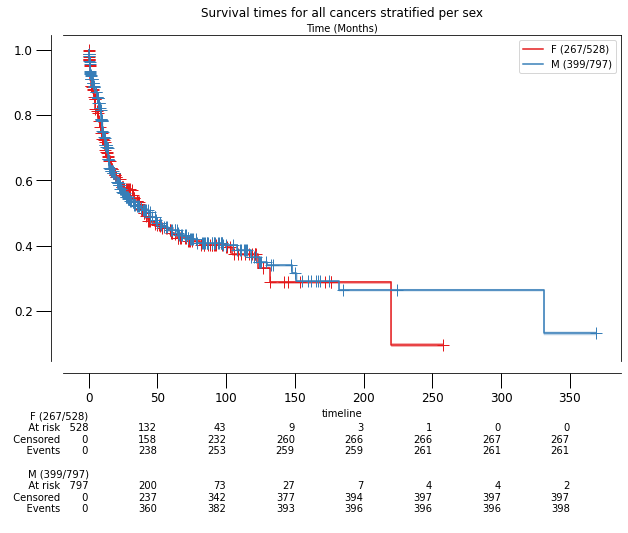 Survival times for all cancers stratified per sex
Time (Months)
F (267/528)
M (399/797)
1.0
0.8
0.6
0.4
0.2
0 50 100 150 200 250 300 350
timeline
F (267/528)
At risk 528 132 43 9 3 1 0 0
Censored 0 158 232 260 266 266 267 267
Events 0 238 253 259 259 261 261 261
M (399/797)
At risk 797 200 73 27 7 4 4 2
Censored 0 237 342 377 394 397 397 397
Events 0 360 382 393 396 396 396 398